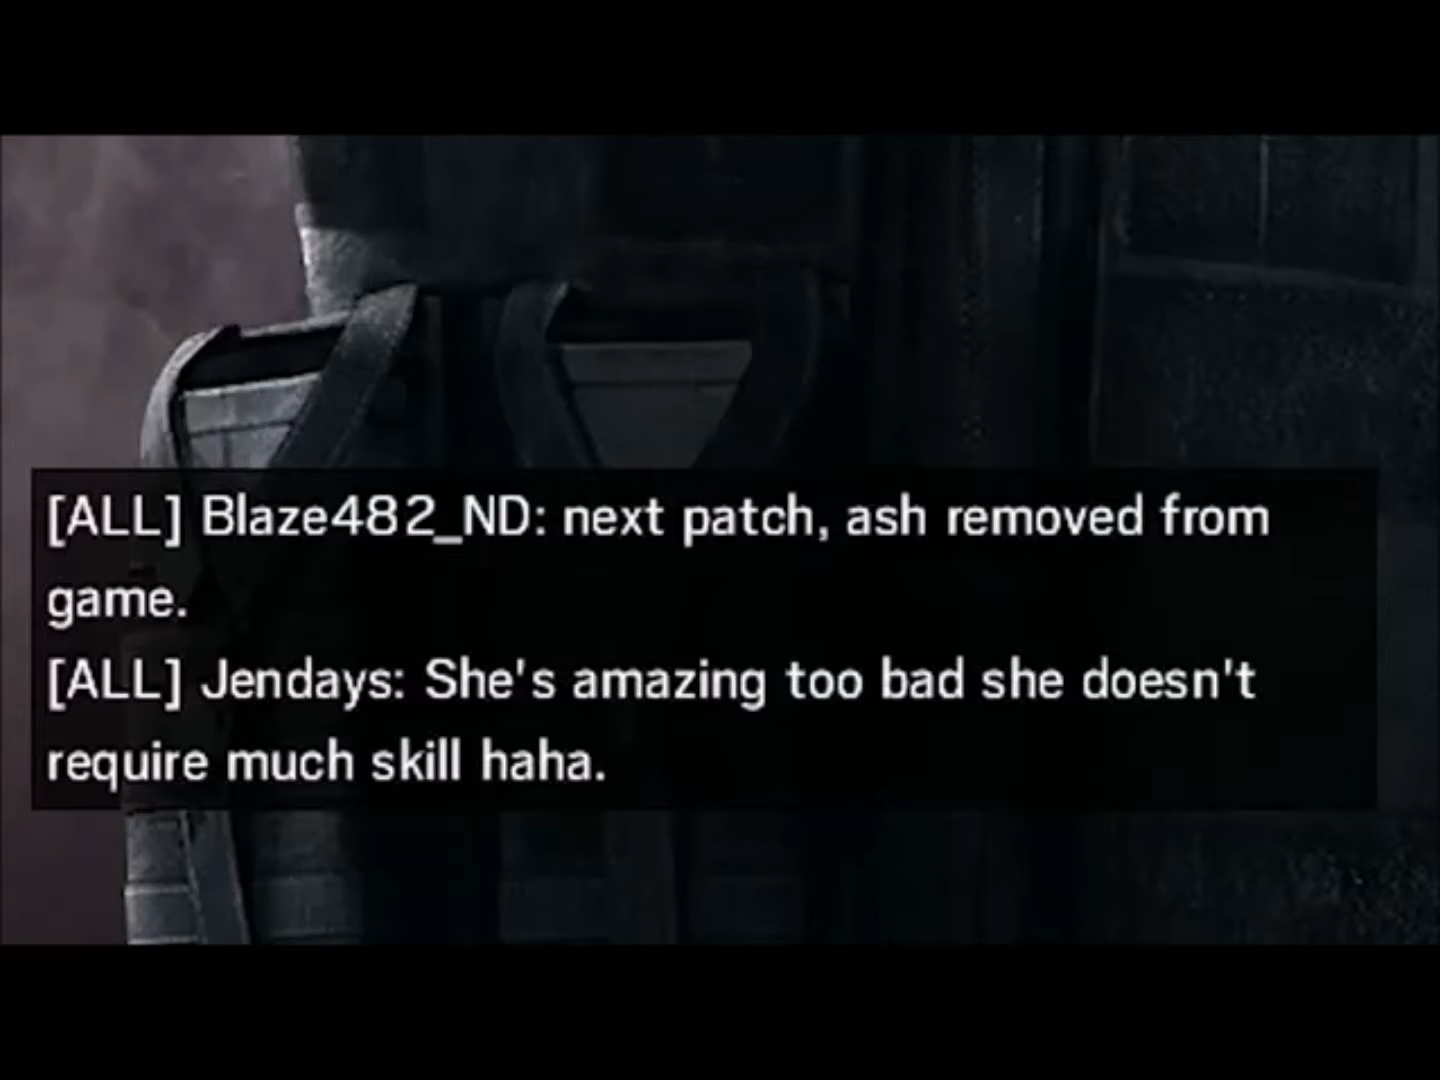 [ALL] Blaze482_ND: next patch, ash removed from
game.
[ALL] Jendays: She's amazing too bad she doesn't
require much skill haha.